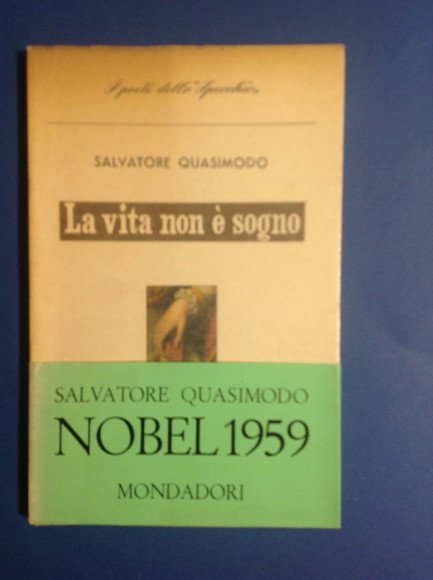 I poeti dello "Specchio"
SALVATORE QUASIMODO
La vita non è sogno
SALVATORE QUASIMODO
NOBEL 1959
MONDADORI